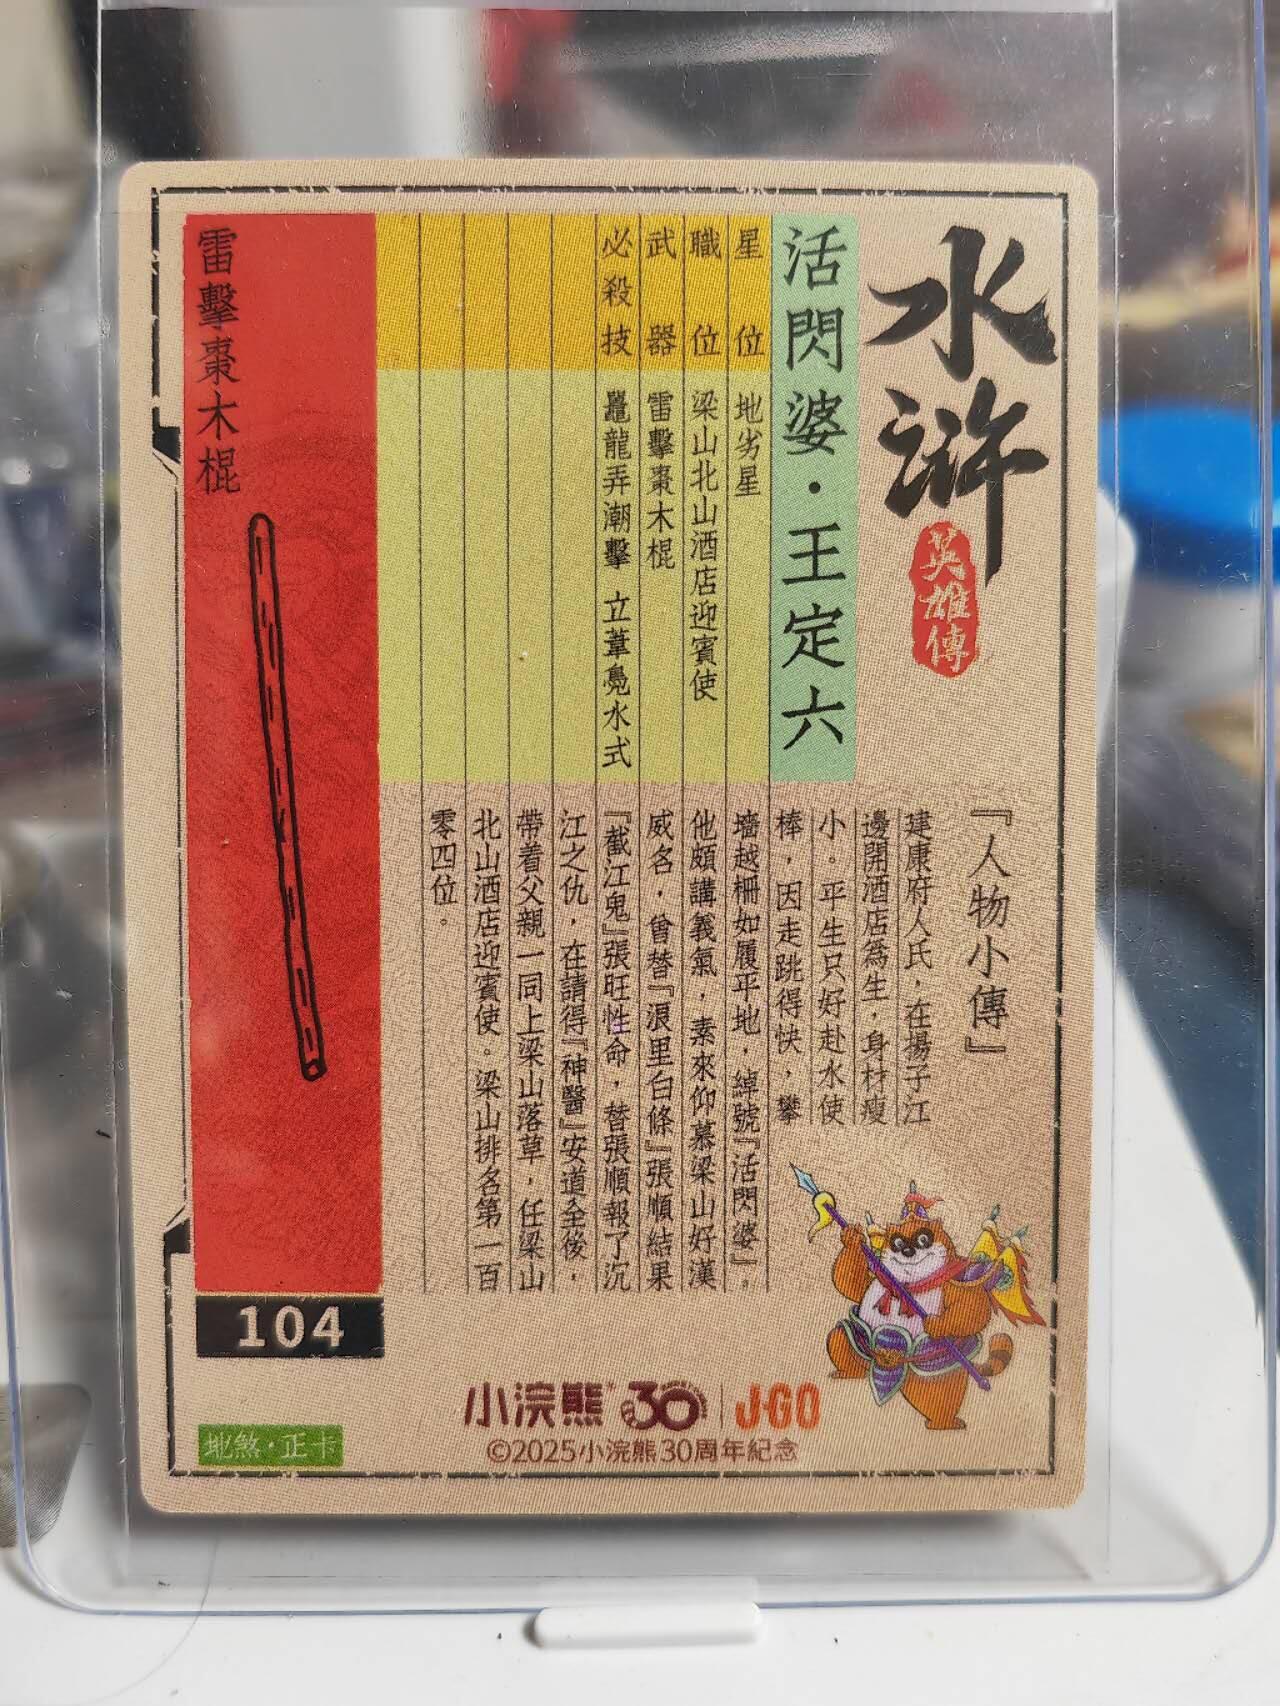 水滸
英雄傳
活閃婆・王定六
星位 地劣星
職位 梁山北山酒店迎賓使
武器 雷擊棗木棍
必殺技 鼉龍弄潮擊 立葦鳧水式
雷擊棗木棍
『人物小傳』
建康府人氏，在揚子江
邊開酒店為生，身材瘦
小。平生只好赴水使
棒，因走跳得快，攀
墻越柵如履平地，綽號『活閃婆』。
他頗講義氣，素來仰慕梁山好漢
威名，曾替『浪里白條』張順結果
『截江鬼』張旺性命，替張順報了沉
江之仇，在請得『神醫』安道全後，
帶着父親一同上梁山落草，任梁山
北山酒店迎賓使。梁山排名第一百
零四位。
104
地煞・正卡
小浣熊 30 J·GO
©2025小浣熊30周年紀念